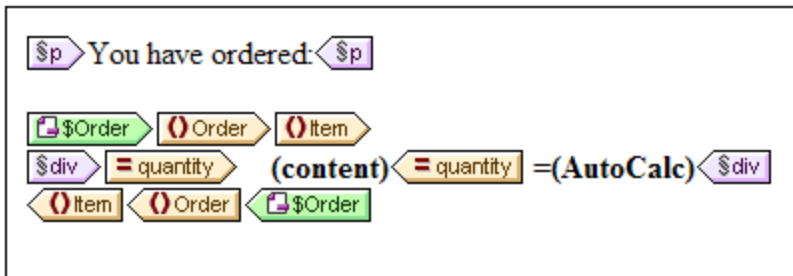 §p You have ordered: §p
$Order () Order () Item
§div = quantity (content) = quantity =(AutoCalc) §div
() Item () Order $Order